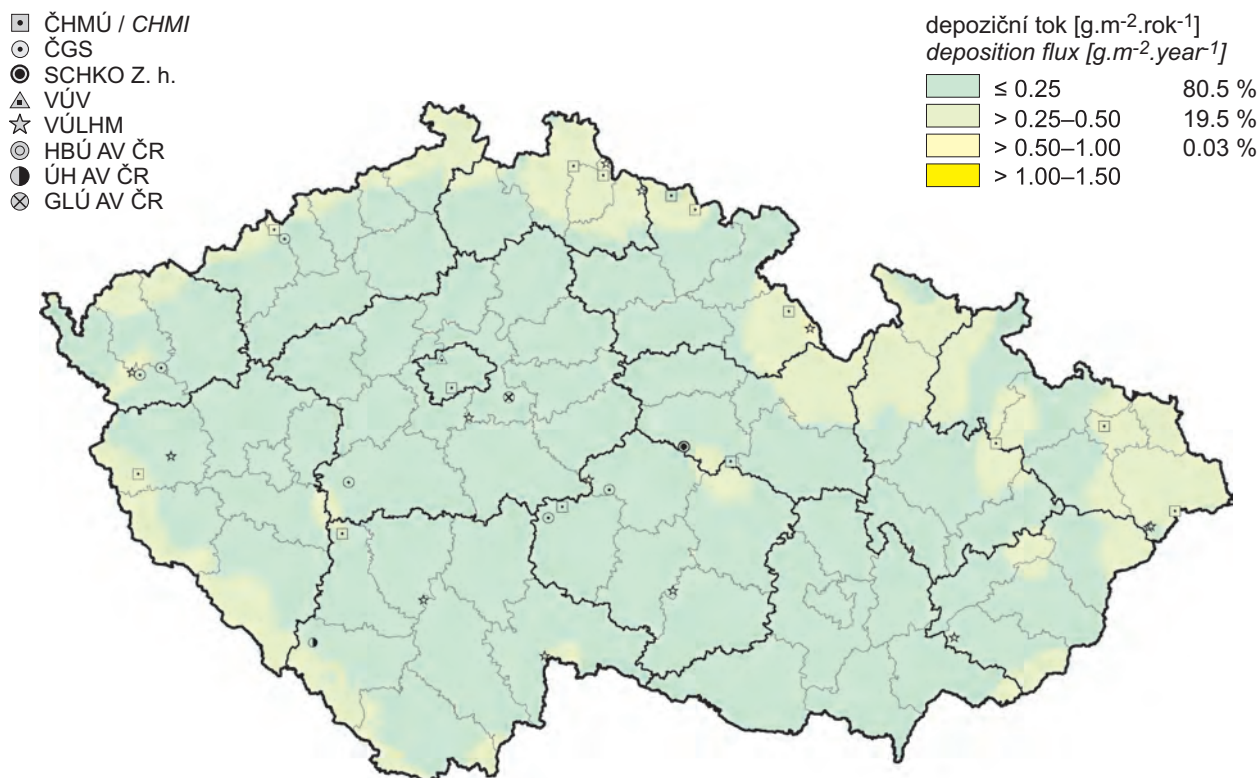 ČHMÚ / CHMI
ČGS
SCHKO Z. h.
VÚV
VÚLHM
HBÚ AV ČR
ÚH AV ČR
GLÚ AV ČR
depoziční tok [g.m-2.rok-1]
deposition flux [g.m-2.year-1]
≤ 0.25 80.5 %
> 0.25–0.50 19.5 %
> 0.50–1.00 0.03 %
> 1.00–1.50